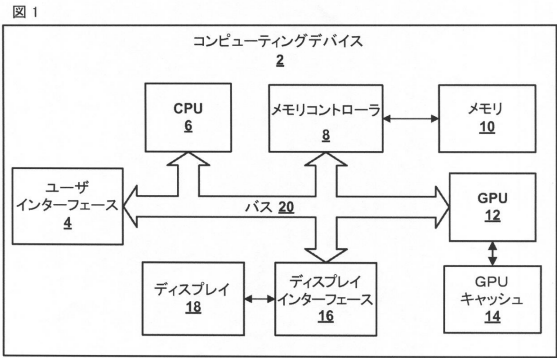 図 1
コンピューティングデバイス
2
CPU
6
メモリコントローラ
8
メモリ
10
ユーザ
インターフェース
4
バス 20
GPU
12
ディスプレイ
18
ディスプレイ
インターフェース
16
GPU
キャッシュ
14